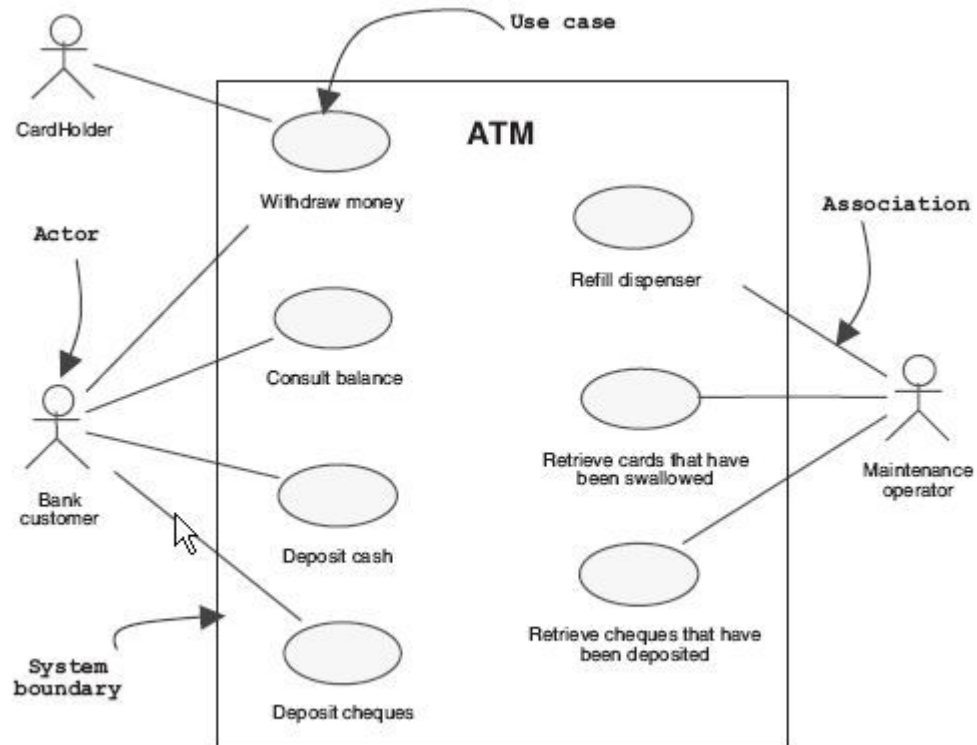 Use case
CardHolder
ATM
Withdraw money
Association
Actor
Refill dispenser
Consult balance
Retrieve cards that have
been swallowed
Maintenance
operator
Bank
customer
Deposit cash
Retrieve cheques that have
been deposited
System
boundary
Deposit cheques